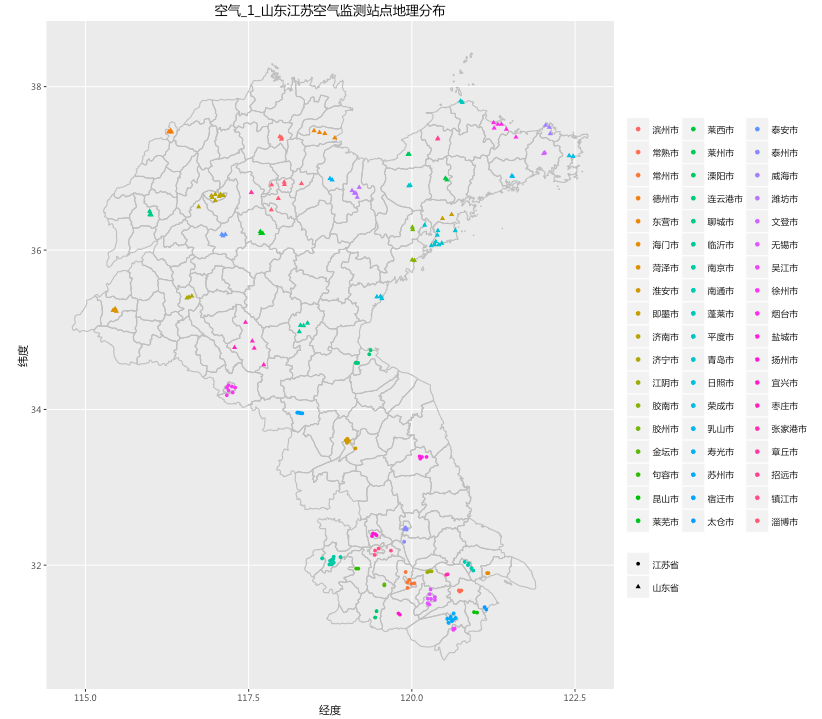 空气_1_山东江苏空气监测站点地理分布
38
36
34
32
纬度
115.0 117.5 120.0 122.5
经度
滨州市 莱西市 泰安市
常熟市 莱州市 泰州市
常州市 溧阳市 威海市
德州市 连云港市 潍坊市
东营市 聊城市 文登市
海门市 临沂市 无锡市
菏泽市 南京市 吴江市
淮安市 南通市 徐州市
即墨市 蓬莱市 烟台市
济南市 平度市 盐城市
济宁市 青岛市 扬州市
江阴市 日照市 宜兴市
胶南市 荣成市 枣庄市
胶州市 乳山市 张家港市
金坛市 寿光市 章丘市
句容市 苏州市 招远市
昆山市 宿迁市 镇江市
莱芜市 太仓市 淄博市
江苏省
山东省